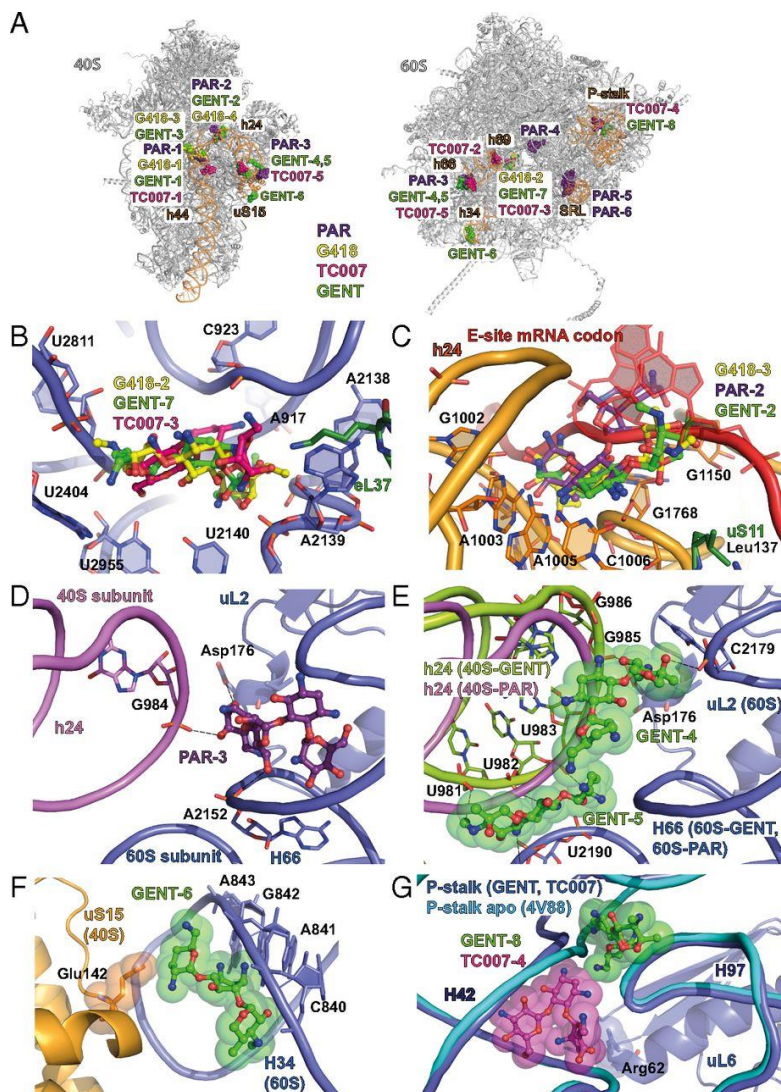 A
40S
PAR-2
GENT-2
G418-4
G418-3
GENT-3
h24
PAR-1
G418-1
GENT-1
TC007-1
PAR-3
GENT-4,5
TC007-5
GENT-6
h44
uS15
PAR
G418
TC007
GENT
60S
P-stalk
TC007-4
GENT-8
h69
PAR-4
TC007-2
h66
PAR-3
GENT-4,5
TC007-5
G418-2
GENT-7
TC007-3
h34
SRL
PAR-5
PAR-6
GENT-6
B
U2811
C923
G418-2
GENT-7
TC007-3
A2138
A917
eL37
U2404
U2140
A2139
U2955
C
E-site mRNA codon
h24
G418-3
PAR-2
GENT-2
G1002
G1150
G1768
uS11
Leu137
A1003
A1005
C1006
D
40S subunit
uL2
Asp176
G984
h24
PAR-3
A2152
60S subunit
H66
E
G986
G985
C2179
h24 (40S-GENT)
h24 (40S-PAR)
Asp176
uL2 (60S)
U983
GENT-4
U982
U981
GENT-5
U2190
H66 (60S-GENT,
60S-PAR)
F
GENT-6
A843
G842
uS15
(40S)
A841
Glu142
C840
H34
(60S)
G
P-stalk (GENT, TC007)
P-stalk apo (4V88)
GENT-8
TC007-4
H42
H97
Arg62
uL6